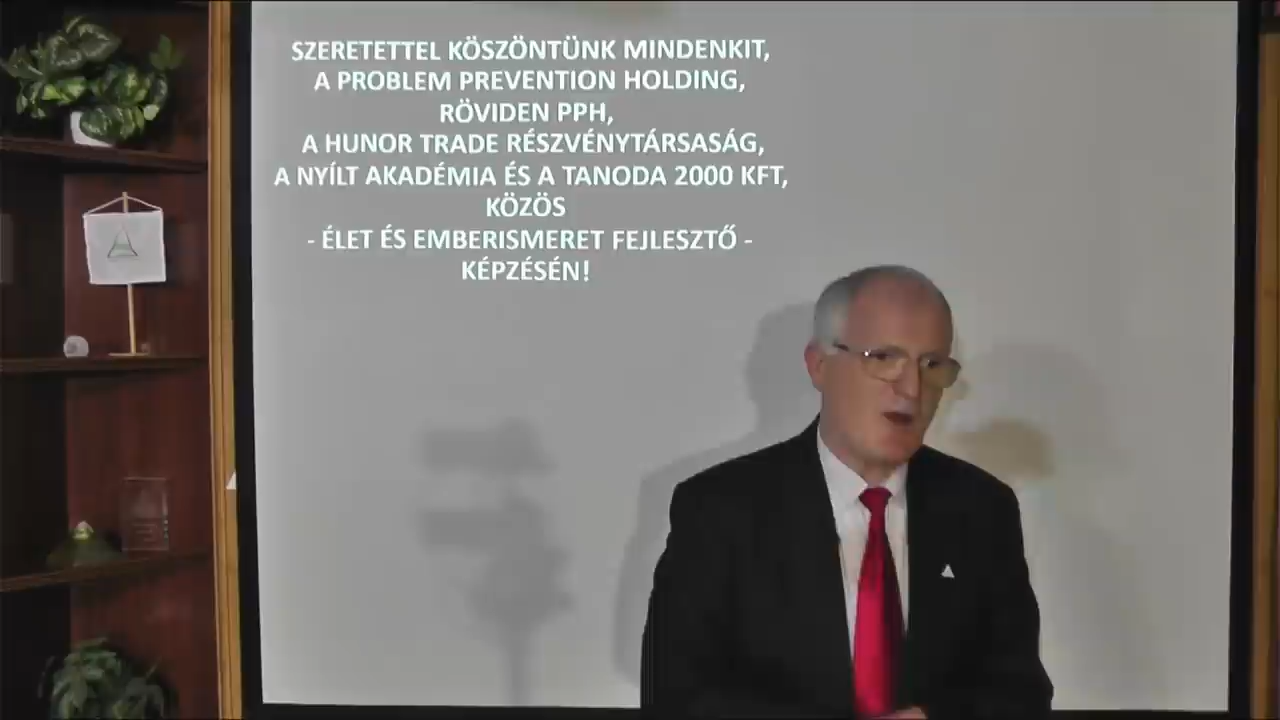 SZERETETTEL KÖSZÖNTÜNK MINDENKIT,
A PROBLEM PREVENTION HOLDING,
RÖVIDEN PPH,
A HUNOR TRADE RÉSZVÉNYTÁRSASÁG,
A NYÍLT AKADÉMIA ÉS A TANODA 2000 KFT,
KÖZÖS
- ÉLET ÉS EMBERISMERET FEJLESZTŐ -
KÉPZÉSÉN!